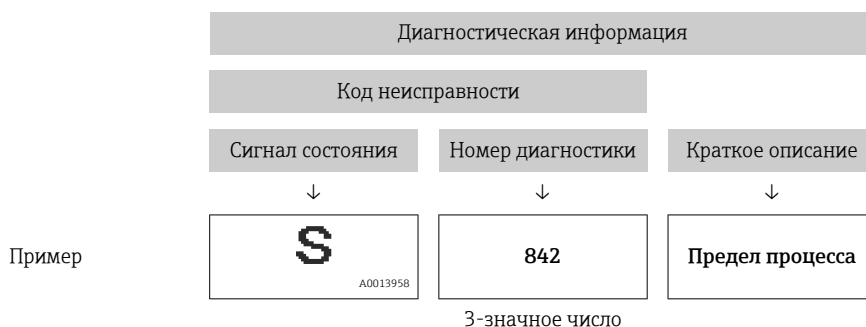 Диагностическая информация
Код неисправности
Сигнал состояния Номер диагностики Краткое описание
↓ ↓ ↓
Пример S 842 Предел процесса
A0013958
3-значное число